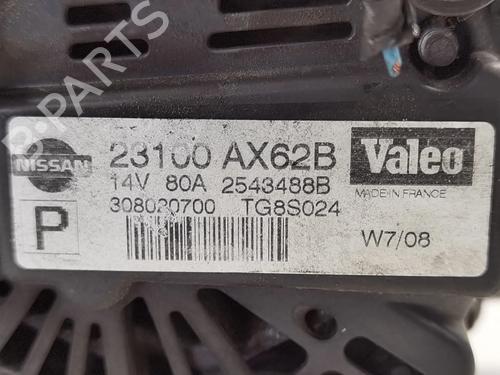 B-PARTS
NISSAN
23100 AX62B
Valeo
14V 80A 2543488B
MADE IN FRANCE
308020700 TG8S024
P
W7/08